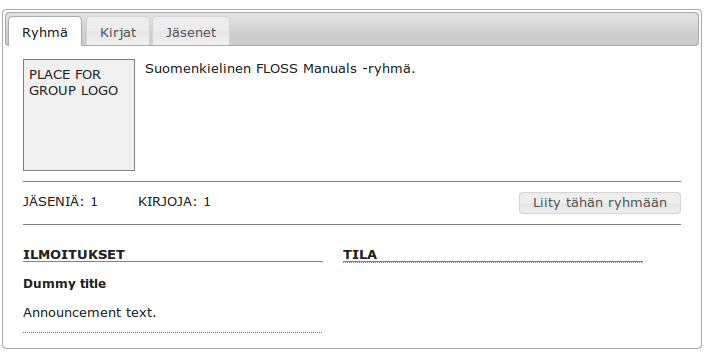 Ryhmä Kirjat Jäsenet
PLACE FOR
GROUP LOGO
Suomenkielinen FLOSS Manuals -ryhmä.
JÄSENIÄ: 1 KIRJOJA: 1 Liity tähän ryhmään
ILMOITUKSET TILA
Dummy title
Announcement text.